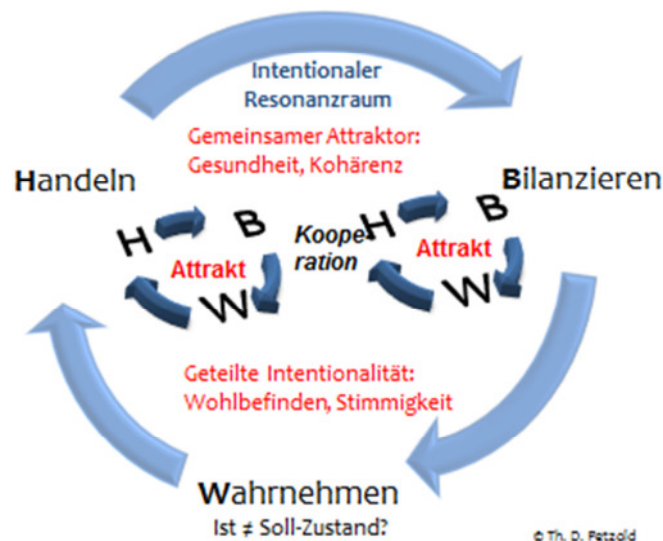 Intentionaler
Resonanzraum
Gemeinsamer Attraktor:
Gesundheit, Kohärenz
Handeln
Bilanzieren
H B
Attrakt
W
Koope-
ration
H B
Attrakt
W
Geteilte Intentionalität:
Wohlbefinden, Stimmigkeit
Wahrnehmen
Ist ≠ Soll-Zustand?
© Th. D. Petzold